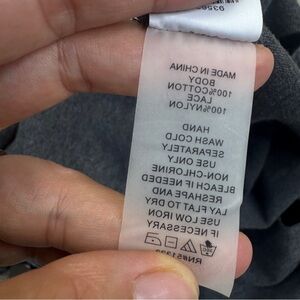 MADE IN CHINA
BODY
100%COTTON
LACE
100%NYLON
HAND
WASH COLD
SEPARATELY
USE ONLY
NON-CHLORINE
BLEACH IF NEEDED
RESHAPE AND
LAY FLAT TO DRY
USE LOW IRON
IF NECESSARY